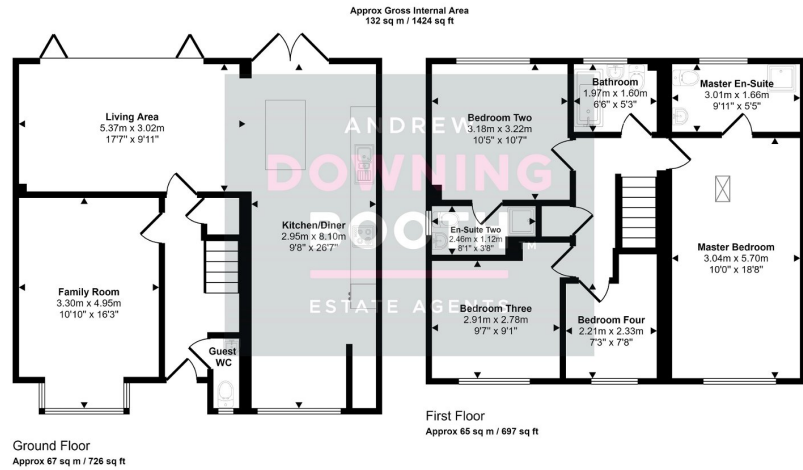 Approx Gross Internal Area
132 sq m / 1424 sq ft
Living Area
5.37m x 3.02m
17'7" x 9'11"
Kitchen/Diner
2.95m x 8.10m
9'8" x 26'7"
Family Room
3.30m x 4.95m
10'10" x 16'3"
Guest
WC
Ground Floor
Approx 67 sq m / 726 sq ft
ANDREW
DOWNING
BOOTH
ESTATE AGENTS
Bedroom Two
3.18m x 3.22m
10'5" x 10'7"
Bathroom
1.97m x 1.60m
6'6" x 5'3"
Master En-Suite
3.01m x 1.66m
9'11" x 5'5"
En-Suite Two
2.46m x 1.12m
8'1" x 3'8"
Master Bedroom
3.04m x 5.70m
10'0" x 18'8"
Bedroom Three
2.91m x 2.78m
9'7" x 9'1"
Bedroom Four
2.21m x 2.33m
7'3" x 7'8"
First Floor
Approx 65 sq m / 697 sq ft